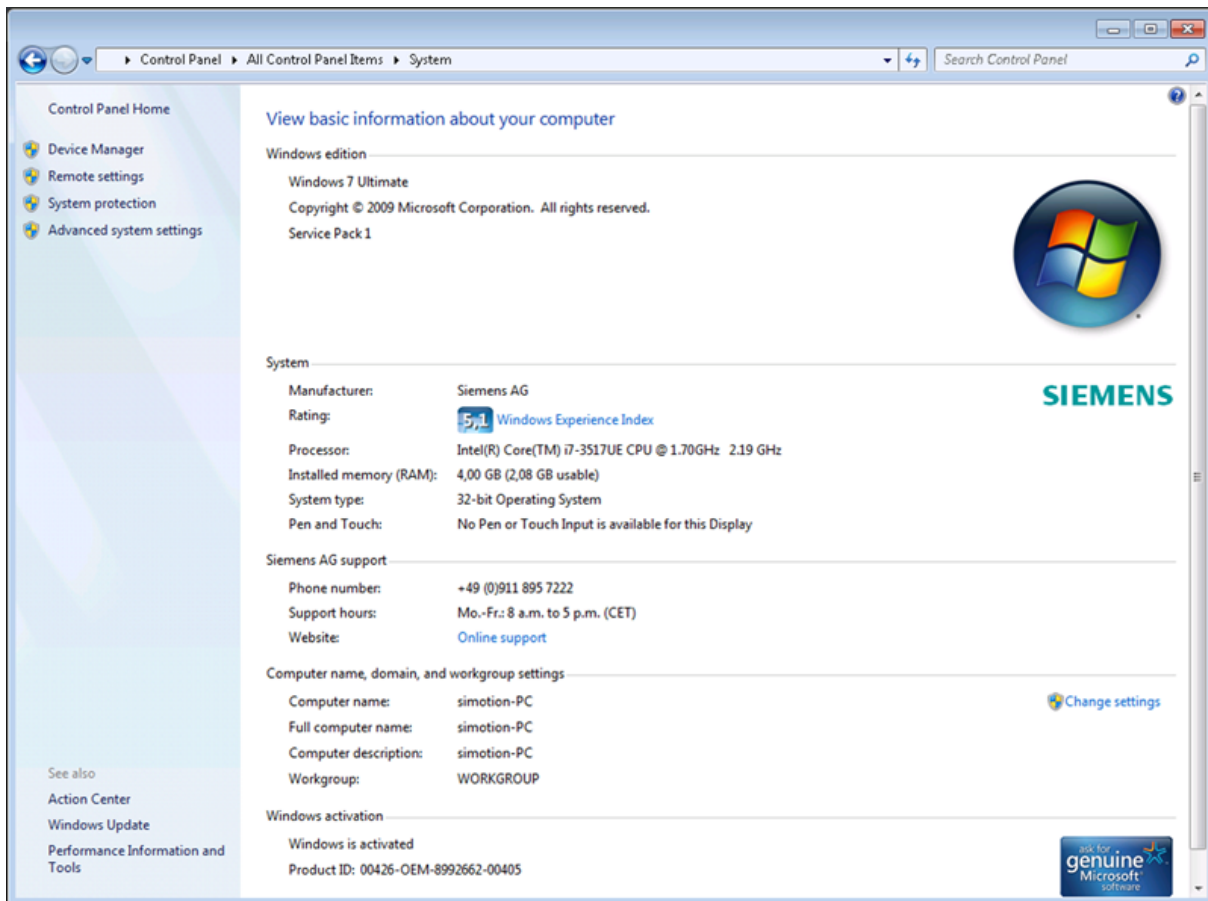 Control Panel ▸ All Control Panel Items ▸ System
Search Control Panel
Control Panel Home
Device Manager
Remote settings
System protection
Advanced system settings
See also
Action Center
Windows Update
Performance Information and
Tools
View basic information about your computer
Windows edition
Windows 7 Ultimate
Copyright © 2009 Microsoft Corporation. All rights reserved.
Service Pack 1
System
Manufacturer: Siemens AG
SIEMENS
Rating: 5,1 Windows Experience Index
Processor: Intel(R) Core(TM) i7-3517UE CPU @ 1.70GHz 2.19 GHz
Installed memory (RAM): 4,00 GB (2,08 GB usable)
System type: 32-bit Operating System
Pen and Touch: No Pen or Touch Input is available for this Display
Siemens AG support
Phone number: +49 (0)911 895 7222
Support hours: Mo.-Fr.: 8 a.m. to 5 p.m. (CET)
Website: Online support
Computer name, domain, and workgroup settings
Computer name: simotion-PC
Change settings
Full computer name: simotion-PC
Computer description: simotion-PC
Workgroup: WORKGROUP
Windows activation
Windows is activated
Product ID: 00426-OEM-8992662-00405
ask for
genuine
Microsoft
software